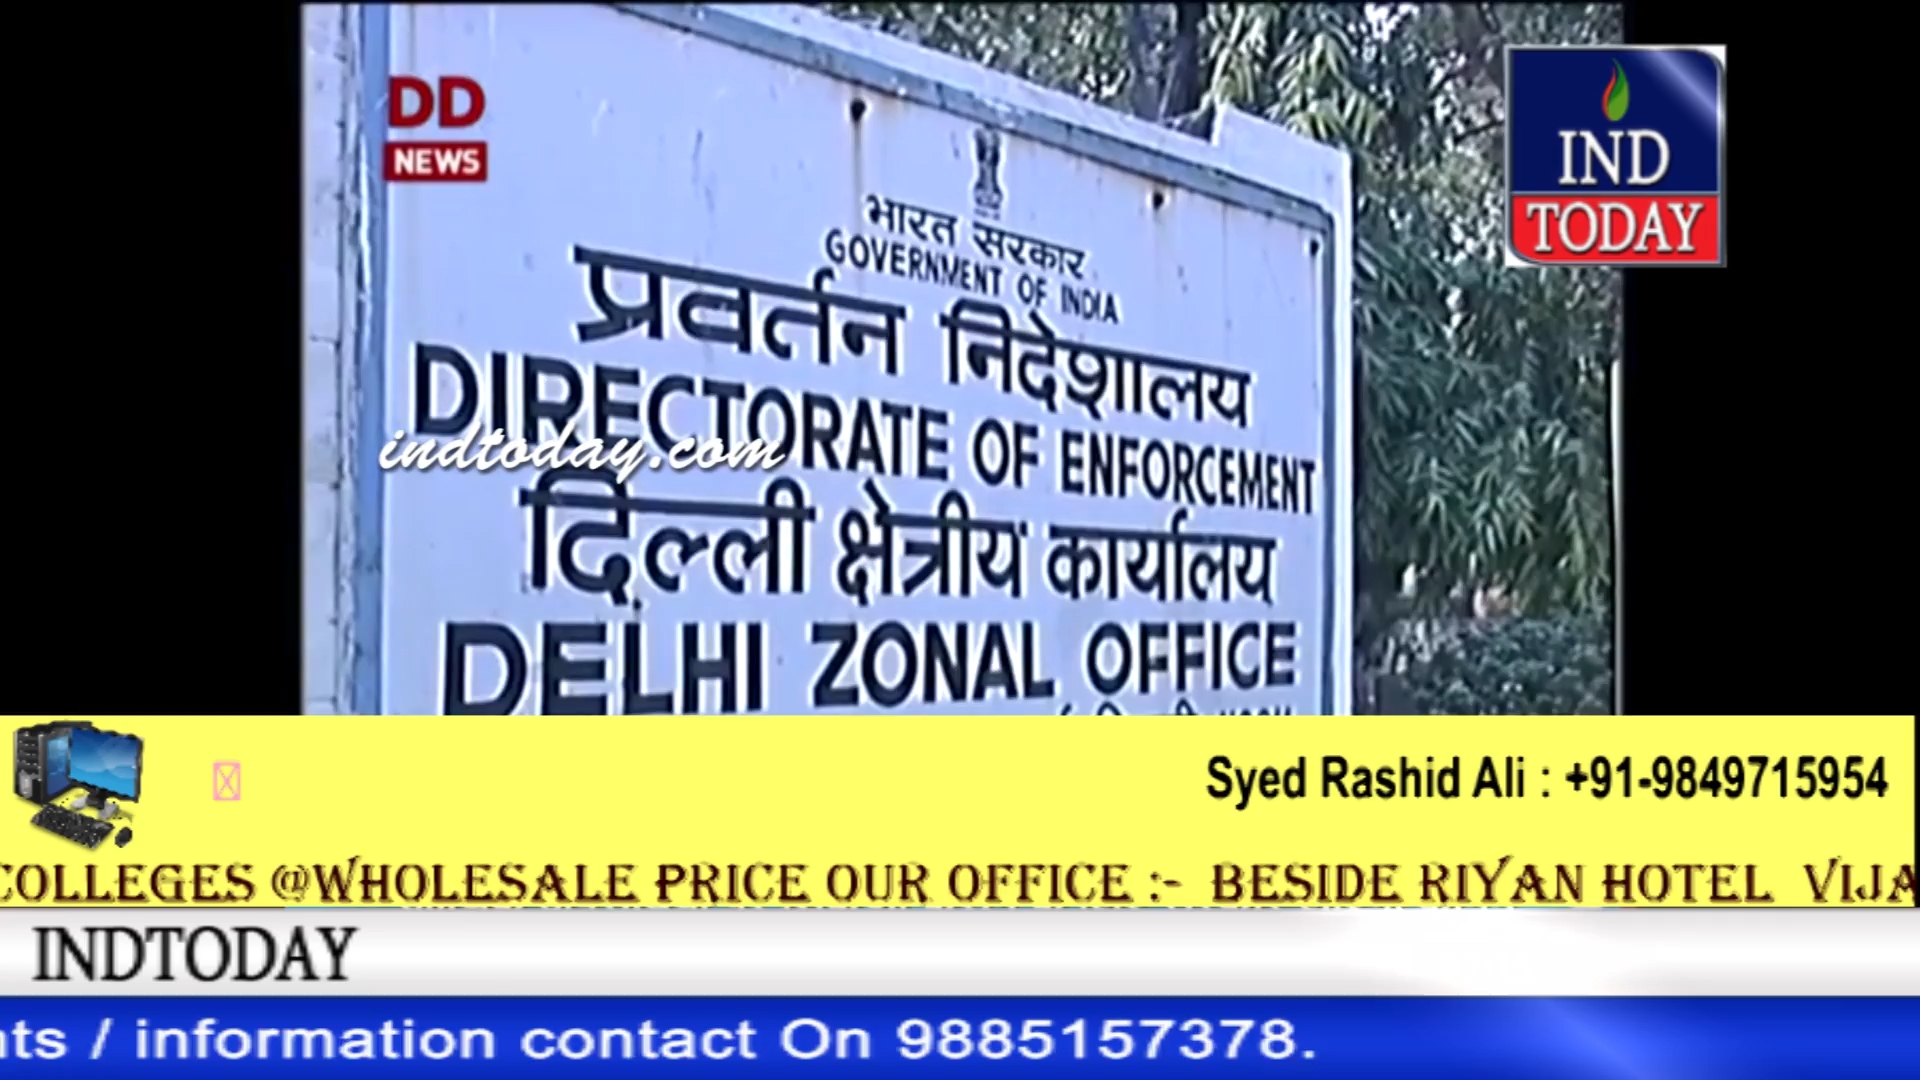 DD
NEWS
IND
TODAY
भारत सरकार
GOVERNMENT OF INDIA
प्रवर्तन निदेशालय
DIRECTORATE OF ENFORCEMENT
indtoday.com
दिल्ली क्षेत्रीय कार्यालय
DELHI ZONAL OFFICE
Syed Rashid Ali : +91-9849715954
COLLEGES @WHOLESALE PRICE OUR OFFICE :- BESIDE RIYAN HOTEL VIJA
INDTODAY
nts / information contact On 9885157378.